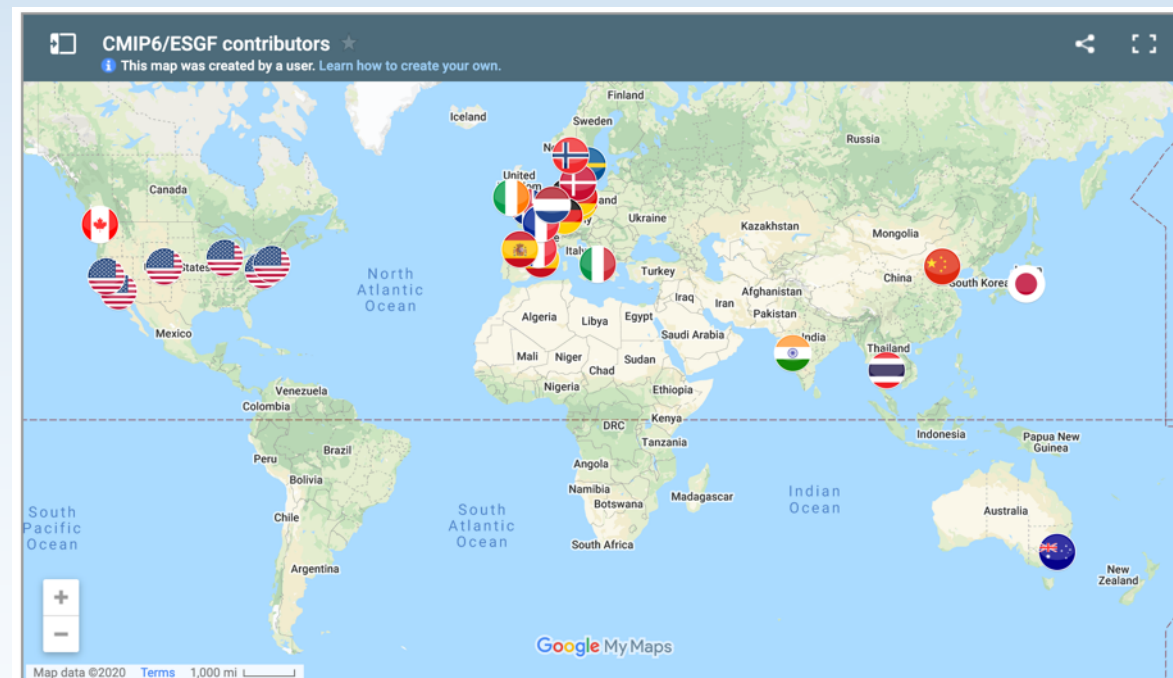 CMIP6/ESGF contributors
This map was created by a user. Learn how to create your own.
Finland
Iceland
Sweden
Russia
United
Canada
Ukraine
Kazakhstan
Mongolia
North
Atlantic
Ocean
Turkey
China
South Korea
Iraq
Iran
Afghanistan
Pakistan
Algeria
Libya
Egypt
Saudi Arabia
Mexico
India
Thailand
Mali
Niger
Chad
Sudan
Nigeria
Ethiopia
Venezuela
Colombia
Kenya
DRC
Indonesia
Papua New
Guinea
Tanzania
Peru
Brazil
Angola
Bolivia
Namibia
Botswana
Madagascar
Indian
Ocean
Australia
South
Pacific
Ocean
South
Atlantic
Ocean
Chile
South Africa
Argentina
New
Zealand
+
−
Google My Maps
Map data ©2020 Terms 1,000 mi